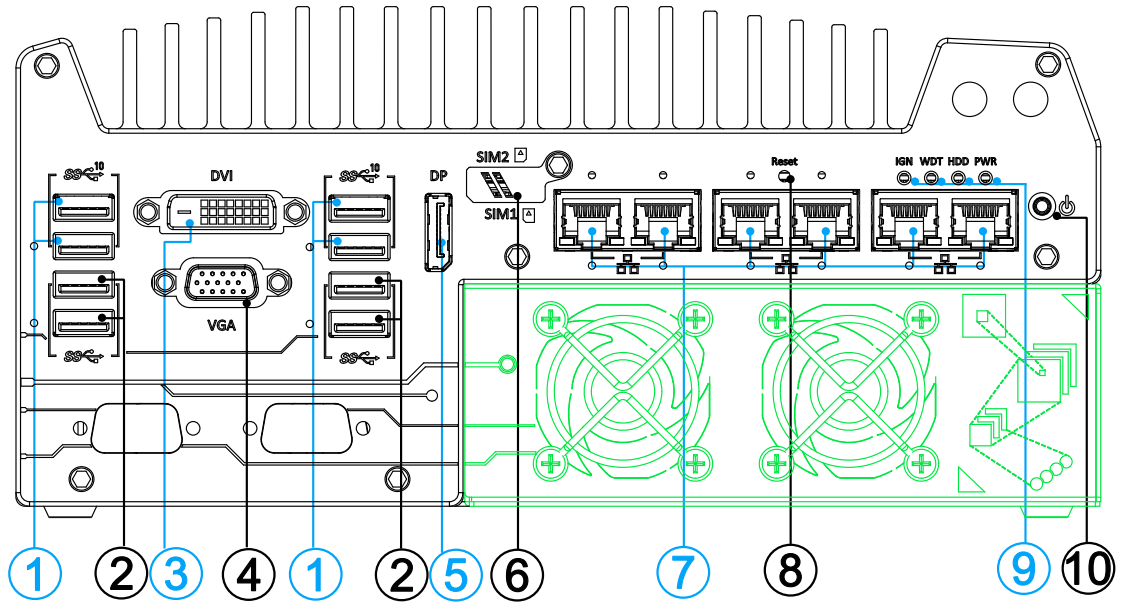 SS 10
DVI
SS 10
DP
SIM2
SIM1
Reset
IGN WDT HDD PWR
VGA
SS
SS
1 2 3 4 1 2 5 6 7 8 9 10